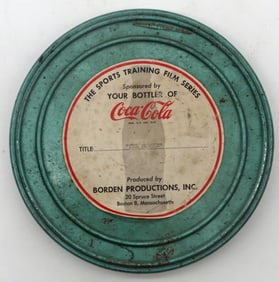 THE SPORTS TRAINING FILM SERIES
Sponsored by
YOUR BOTTLER OF
Coca-Cola
TITLE
Produced by
BORDEN PRODUCTIONS, INC.
20 Spruce Street
Boston 8, Massachusetts